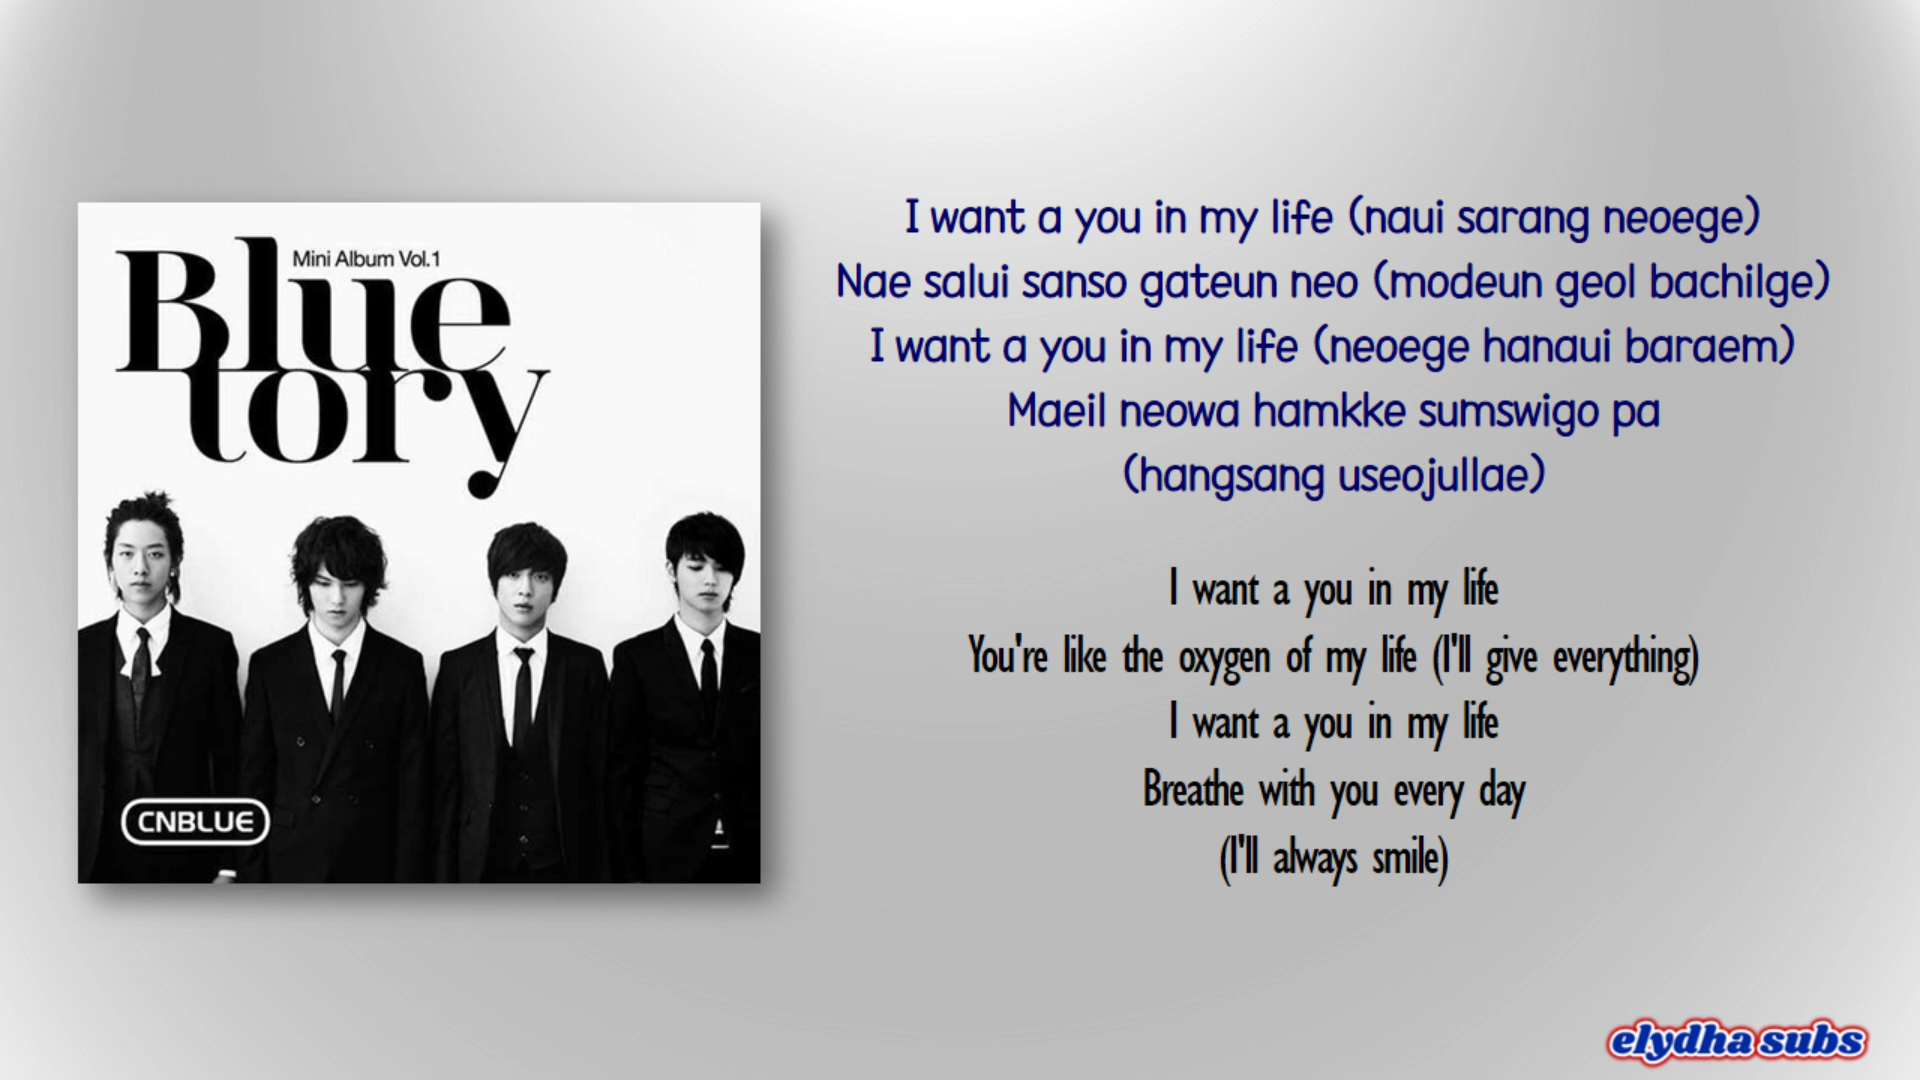 Mini Album Vol.1
Blue
tory
CNBLUE
I want a you in my life (naui sarang neoege)
Nae salui sanso gateun neo (modeun geol bachilge)
I want a you in my life (neoege hanaui baraem)
Maeil neowa hamkke sumswigo pa
(hangsang useojullae)
I want a you in my life
You're like the oxygen of my life (I'll give everything)
I want a you in my life
Breathe with you every day
(I'll always smile)
elydha subs